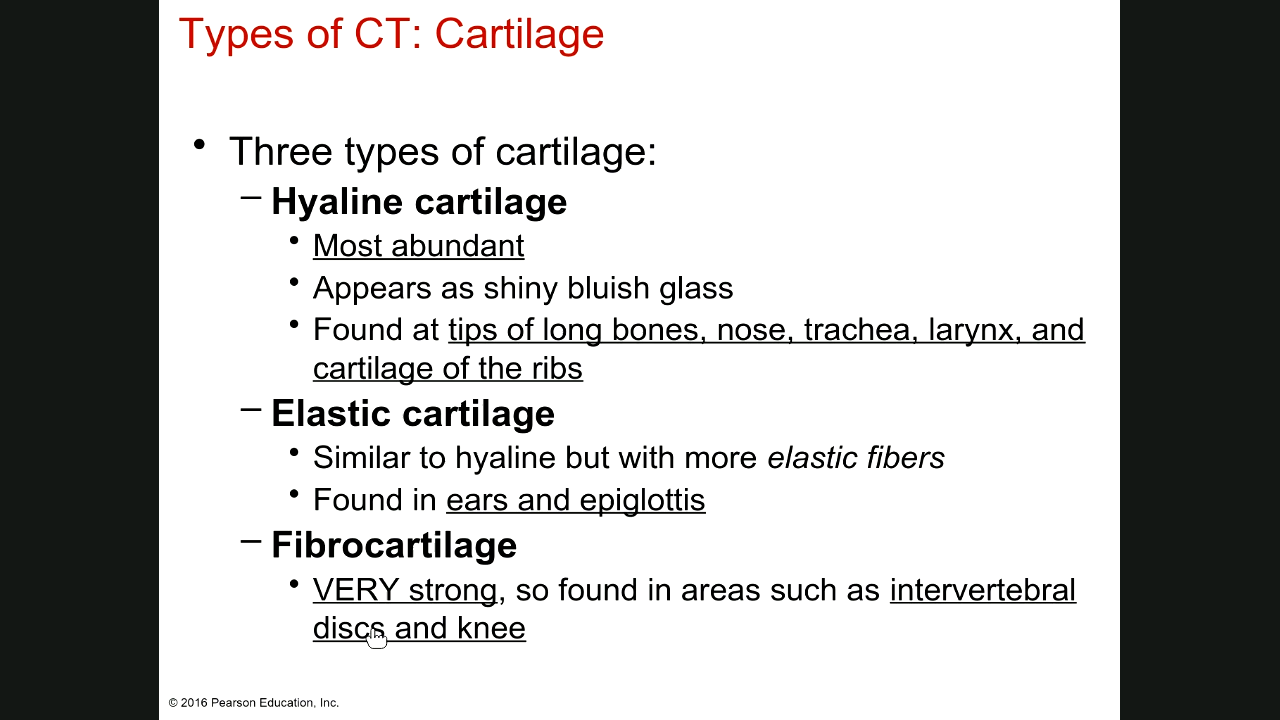 Types of CT: Cartilage
• Three types of cartilage:
– Hyaline cartilage
• Most abundant
• Appears as shiny bluish glass
• Found at tips of long bones, nose, trachea, larynx, and
cartilage of the ribs
– Elastic cartilage
• Similar to hyaline but with more elastic fibers
• Found in ears and epiglottis
– Fibrocartilage
• VERY strong, so found in areas such as intervertebral
discs and knee
© 2016 Pearson Education, Inc.